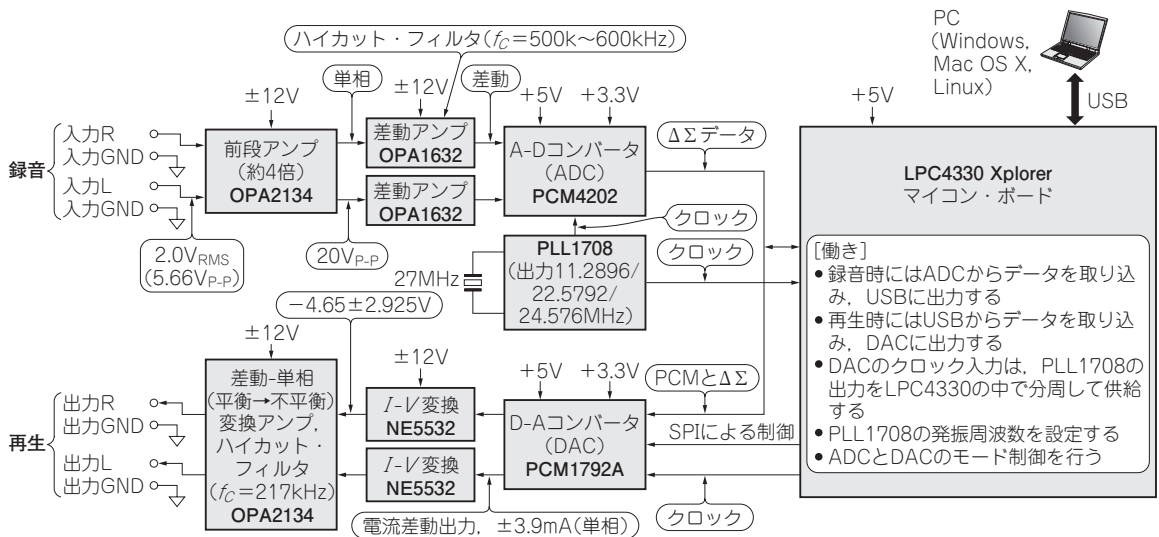 ハイカット・フィルタ(fC=500k～600kHz)
±12V
単相
±12V
差動
+5V
+3.3V
ΔΣデータ
録音
入力R
入力GND
入力L
入力GND
2.0VRMS
(5.66VP-P)
前段アンプ
(約4倍)
OPA2134
20VP-P
差動アンプ
OPA1632
差動アンプ
OPA1632
A-Dコンバータ
(ADC)
PCM4202
クロック
クロック
27MHz
PLL1708
(出力11.2896/
22.5792/
24.576MHz)
PC
(Windows,
Mac OS X,
Linux)
USB
+5V
LPC4330 Xplorer
マイコン・ボード
[働き]
●録音時にはADCからデータを取り込
み，USBに出力する
●再生時にはUSBからデータを取り込
み，DACに出力する
●DACのクロック入力は，PLL1708の
出力をLPC4330の中で分周して供給
する
●PLL1708の発振周波数を設定する
●ADCとDACのモード制御を行う
−4.65±2.925V
±12V
±12V
+5V
+3.3V
PCMとΔΣ
再生
出力R
出力GND
出力L
出力GND
差動-単相
(平衡→不平衡)
変換アンプ，
ハイカット・
フィルタ
(fC=217kHz)
OPA2134
I-V変換
NE5532
I-V変換
NE5532
D-Aコンバータ
(DAC)
PCM1792A
SPIによる制御
クロック
電流差動出力，±3.9mA(単相)